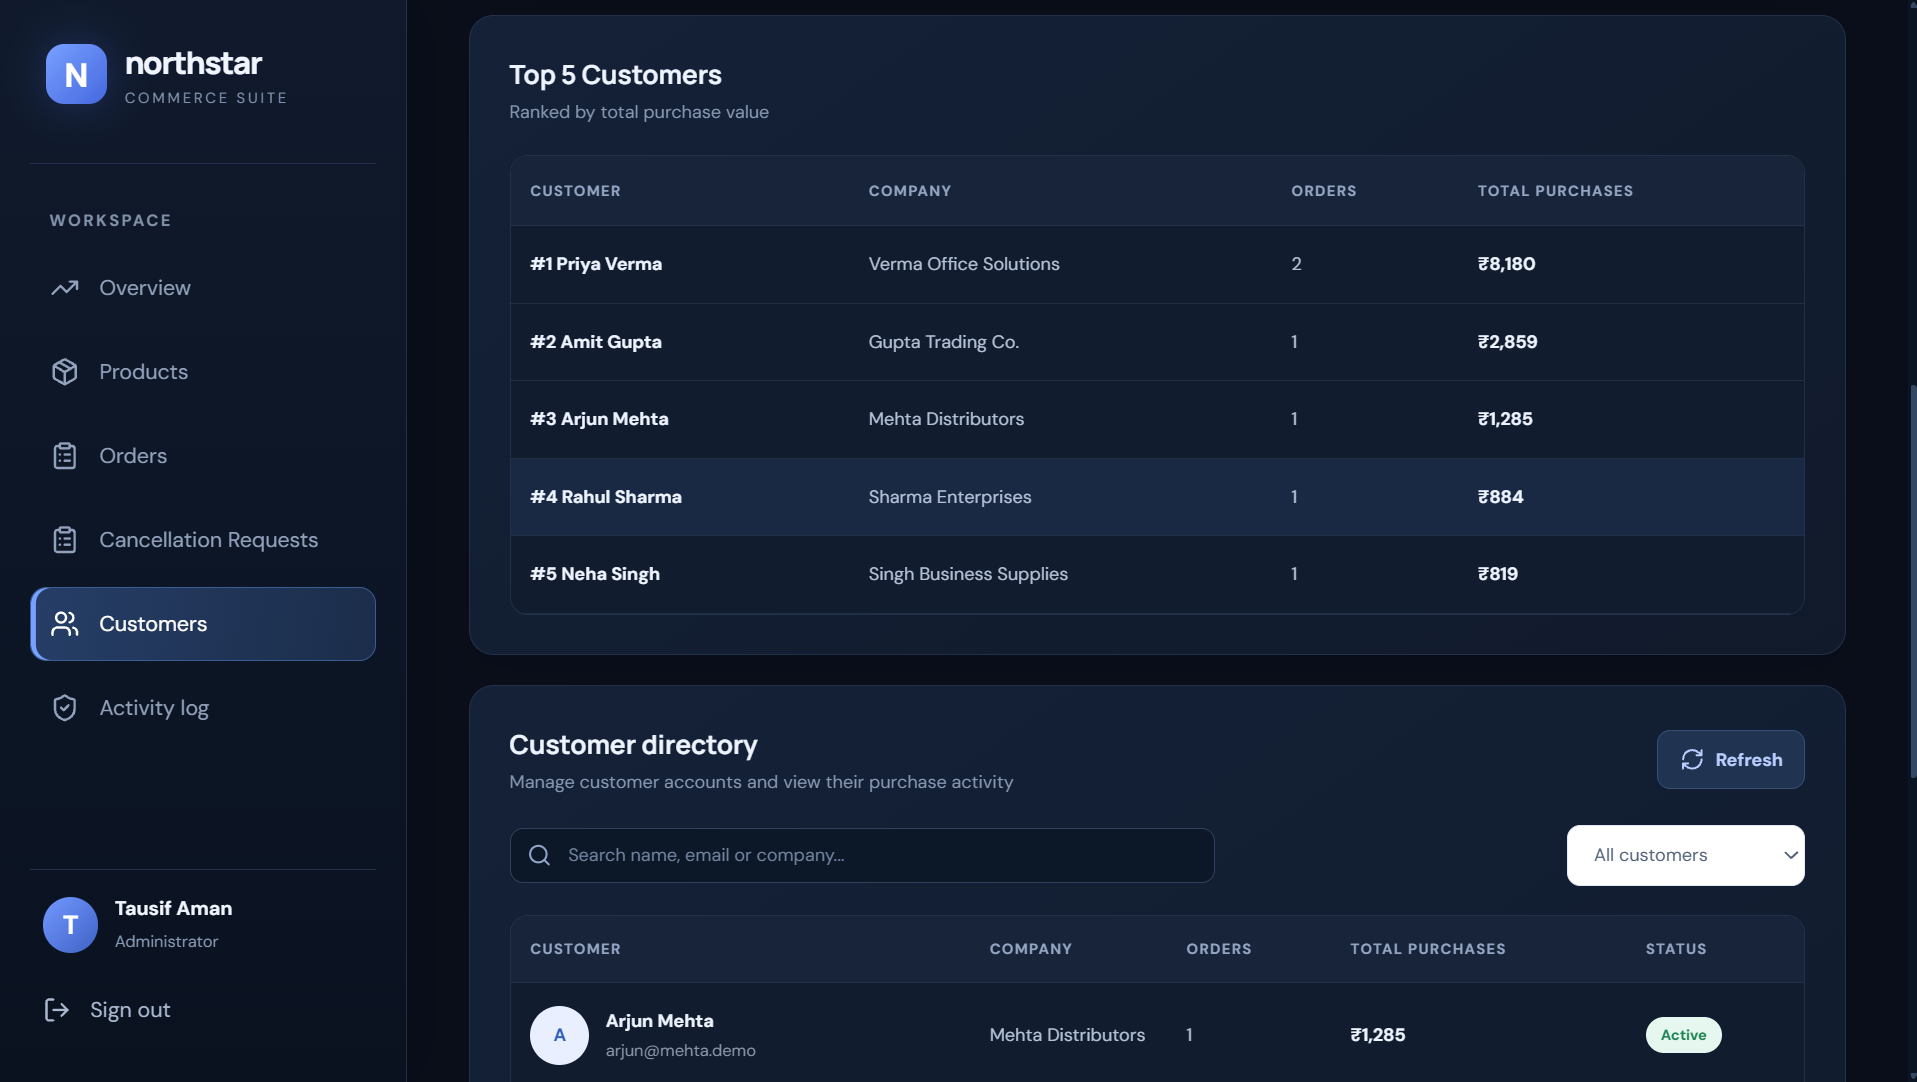 N
northstar
COMMERCE SUITE
WORKSPACE
Overview
Products
Orders
Cancellation Requests
Customers
Activity log
T
Tausif Aman
Administrator
Sign out
Top 5 Customers
Ranked by total purchase value
CUSTOMER COMPANY ORDERS TOTAL PURCHASES
#1 Priya Verma Verma Office Solutions 2 ₹8,180
#2 Amit Gupta Gupta Trading Co. 1 ₹2,859
#3 Arjun Mehta Mehta Distributors 1 ₹1,285
#4 Rahul Sharma Sharma Enterprises 1 ₹884
#5 Neha Singh Singh Business Supplies 1 ₹819
Customer directory
Manage customer accounts and view their purchase activity
Refresh
Search name, email or company...
All customers
CUSTOMER COMPANY ORDERS TOTAL PURCHASES STATUS
A Arjun Mehta Mehta Distributors 1 ₹1,285 Active
arjun@mehta.demo